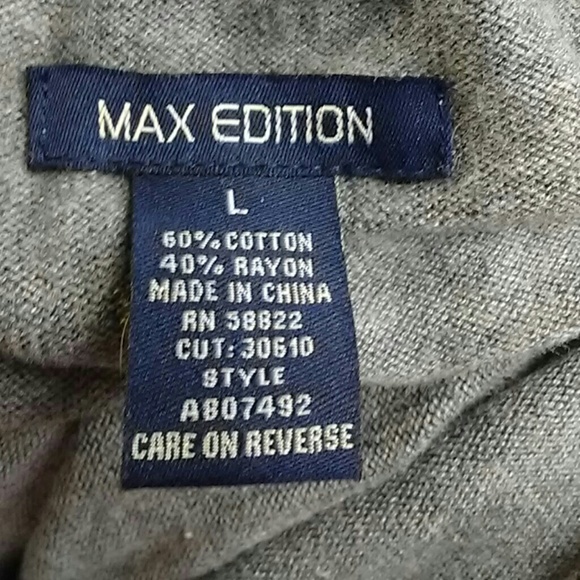 MAX EDITION
L
60% COTTON
40% RAYON
MADE IN CHINA
RN 58822
CUT: 30610
STYLE
A807492
CARE ON REVERSE